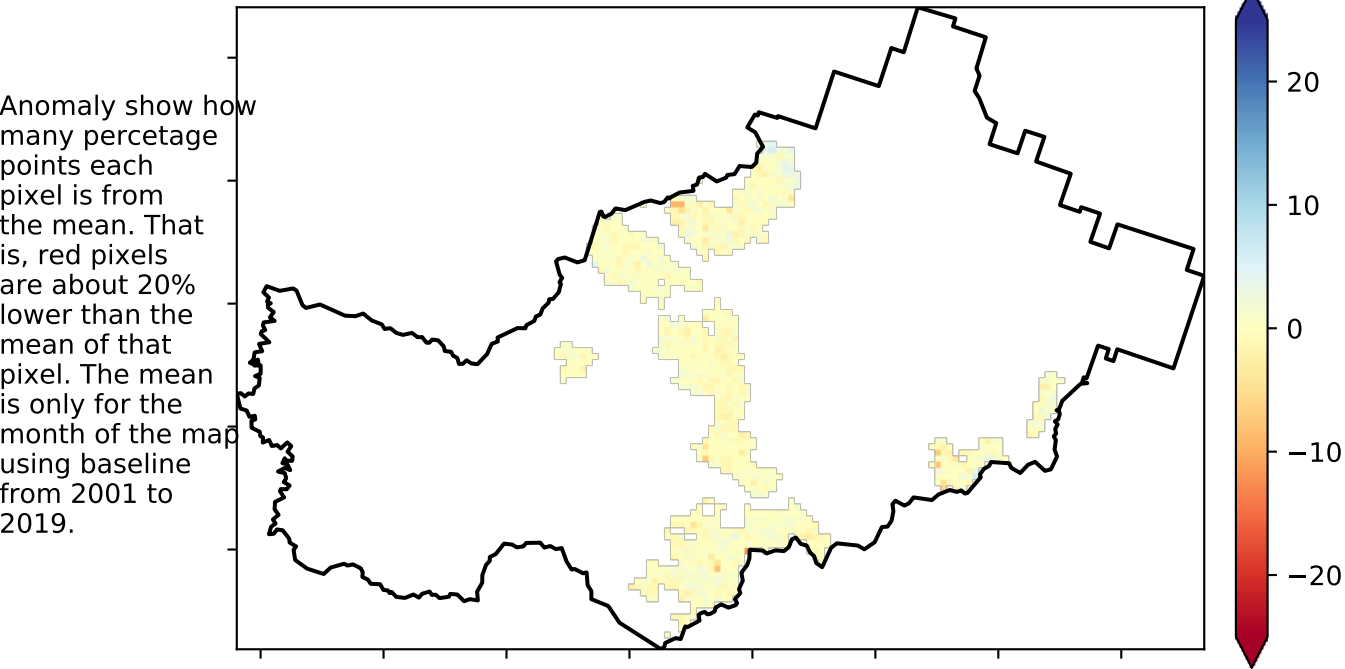 Anomaly show how
many percetage
points each
pixel is from
the mean. That
is, red pixels
are about 20%
lower than the
mean of that
pixel. The mean
is only for the
month of the map
using baseline
from 2001 to
2019.
20
10
0
−10
−20